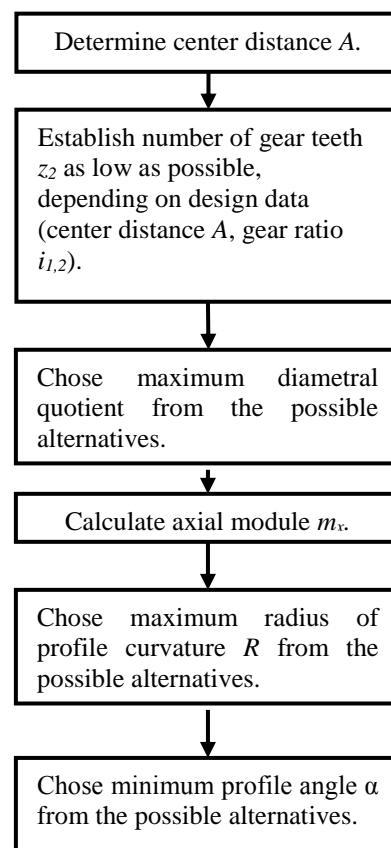 Determine center distance A.
Establish number of gear teeth
z2 as low as possible,
depending on design data
(center distance A, gear ratio
i1,2).
Chose maximum diametral
quotient from the possible
alternatives.
Calculate axial module mx.
Chose maximum radius of
profile curvature R from the
possible alternatives.
Chose minimum profile angle α
from the possible alternatives.